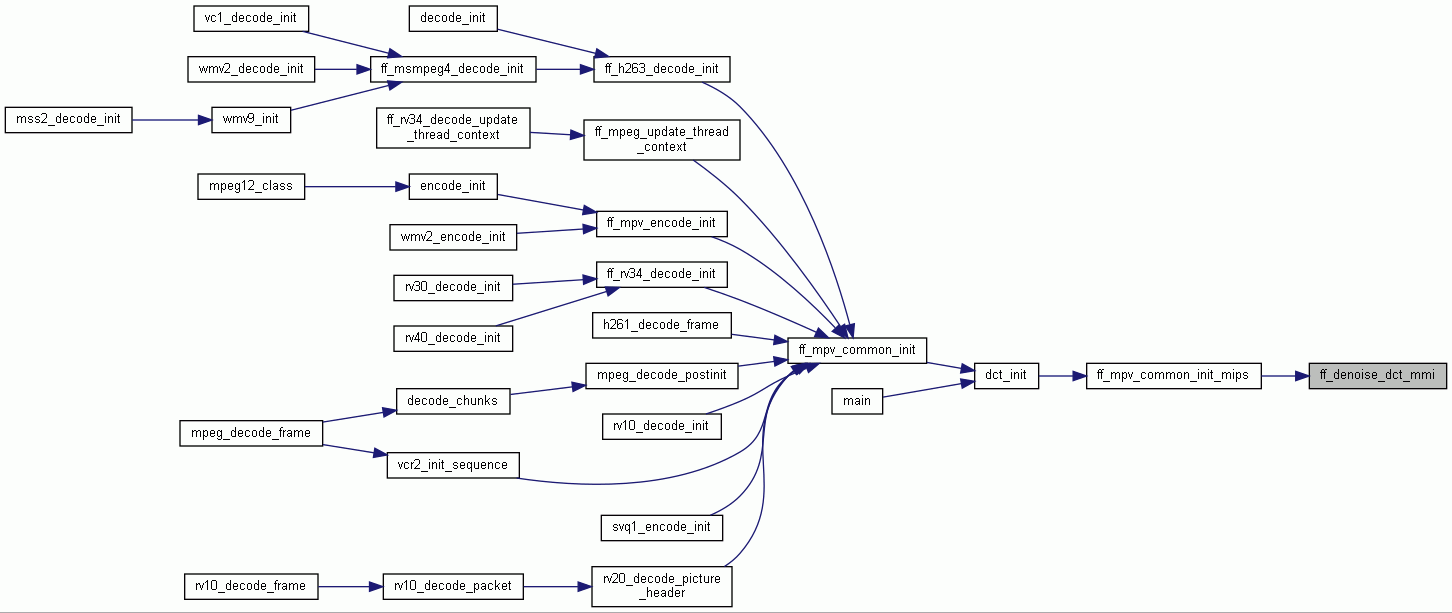 vc1_decode_init
decode_init
wmv2_decode_init
ff_msmpeg4_decode_init
ff_h263_decode_init
mss2_decode_init
wmv9_init
ff_rv34_decode_update
_thread_context
ff_mpeg_update_thread
_context
mpeg12_class
encode_init
ff_mpv_encode_init
wmv2_encode_init
ff_rv34_decode_init
rv30_decode_init
rv40_decode_init
h261_decode_frame
ff_mpv_common_init
mpeg_decode_postinit
dct_init
ff_mpv_common_init_mips
ff_denoise_dct_mmi
main
decode_chunks
rv10_decode_init
mpeg_decode_frame
vcr2_init_sequence
svq1_encode_init
rv10_decode_frame
rv10_decode_packet
rv20_decode_picture
_header